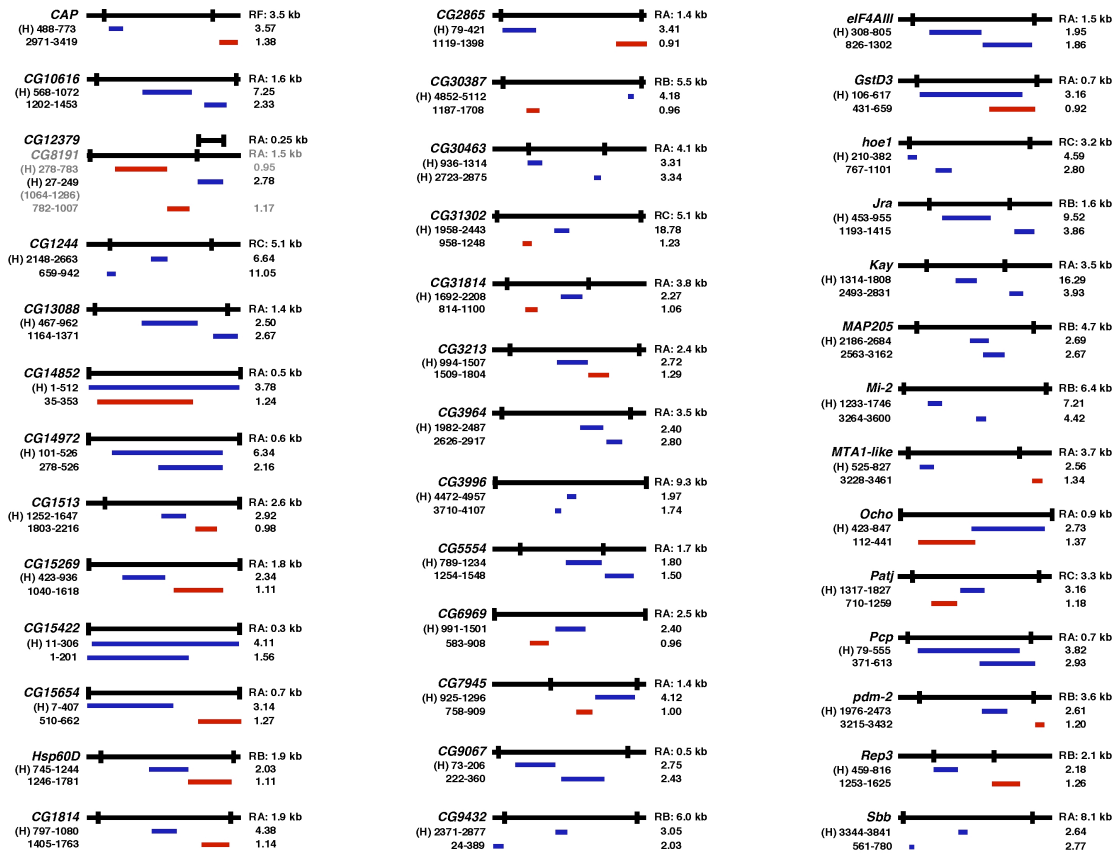 CAP RF: 3.5 kb
(H) 488-773 3.57
2971-3419 1.38
CG10616 RA: 1.6 kb
(H) 568-1072 7.25
1202-1453 2.33
CG12379 RA: 0.25 kb
CG8191 RA: 1.5 kb
(H) 278-783 0.95
(H) 27-249 2.78
(1064-1286)
782-1007 1.17
CG1244 RC: 5.1 kb
(H) 2148-2663 6.64
659-942 11.05
CG13088 RA: 1.4 kb
(H) 467-962 2.50
1164-1371 2.67
CG14852 RA: 0.5 kb
(H) 1-512 3.78
35-353 1.24
CG14972 RA: 0.6 kb
(H) 101-526 6.34
278-526 2.16
CG1513 RA: 2.6 kb
(H) 1252-1647 2.92
1803-2216 0.98
CG15269 RA: 1.8 kb
(H) 423-936 2.34
1040-1618 1.11
CG15422 RA: 0.3 kb
(H) 11-306 4.11
1-201 1.56
CG15654 RA: 0.7 kb
(H) 7-407 3.14
510-662 1.27
Hsp60D RB: 1.9 kb
(H) 745-1244 2.03
1246-1781 1.11
CG1814 RA: 1.9 kb
(H) 797-1080 4.38
1405-1763 1.14
CG2865 RA: 1.4 kb
(H) 79-421 3.41
1119-1398 0.91
CG30387 RB: 5.5 kb
(H) 4852-5112 4.18
1187-1708 0.96
CG30463 RA: 4.1 kb
(H) 936-1314 3.31
(H) 2723-2875 3.34
CG31302 RC: 5.1 kb
(H) 1958-2443 18.78
958-1248 1.23
CG31814 RA: 3.8 kb
(H) 1692-2208 2.27
814-1100 1.06
CG3213 RA: 2.4 kb
(H) 994-1507 2.72
1509-1804 1.29
CG3964 RA: 3.5 kb
(H) 1982-2487 2.40
2626-2917 2.80
CG3996 RA: 9.3 kb
(H) 4472-4957 1.97
3710-4107 1.74
CG5554 RA: 1.7 kb
(H) 789-1234 1.80
1254-1548 1.50
CG6969 RA: 2.5 kb
(H) 991-1501 2.40
583-908 0.96
CG7945 RA: 1.4 kb
(H) 925-1296 4.12
758-909 1.00
CG9067 RA: 0.5 kb
(H) 73-206 2.75
222-360 2.43
CG9432 RB: 6.0 kb
(H) 2371-2877 3.05
24-389 2.03
eIF4AIII RA: 1.5 kb
(H) 308-805 1.95
826-1302 1.86
GstD3 RA: 0.7 kb
(H) 106-617 3.16
431-659 0.92
hoe1 RC: 3.2 kb
(H) 210-382 4.59
767-1101 2.80
Jra RB: 1.6 kb
(H) 453-955 9.52
1193-1415 3.86
Kay RA: 3.5 kb
(H) 1314-1808 16.29
2493-2831 3.93
MAP205 RB: 4.7 kb
(H) 2186-2684 2.69
2563-3162 2.67
Mi-2 RB: 6.4 kb
(H) 1233-1746 7.21
3264-3600 4.42
MTA1-like RA: 3.7 kb
(H) 525-827 2.56
3228-3461 1.34
Ocho RA: 0.9 kb
(H) 423-847 2.73
112-441 1.37
Patj RC: 3.3 kb
(H) 1317-1827 3.16
710-1259 1.18
Pcp RA: 0.7 kb
(H) 79-555 3.82
371-613 2.93
pdm-2 RB: 3.6 kb
(H) 1976-2473 2.61
3215-3432 1.20
Rep3 RB: 2.1 kb
(H) 459-816 2.18
1253-1625 1.26
Sbb RA: 8.1 kb
(H) 3344-3841 2.64
561-780 2.77